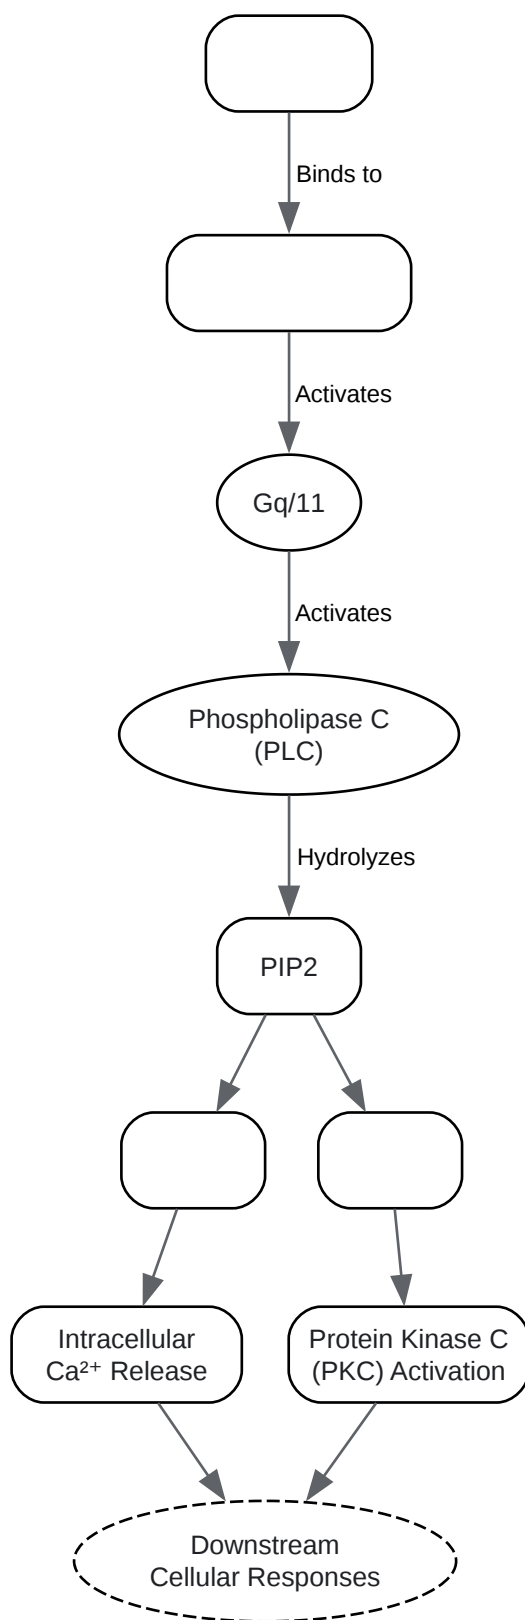 Binds to
Activates
Gq/11
Activates
Phospholipase C
(PLC)
Hydrolyzes
PIP2
Intracellular
Ca²⁺ Release
Protein Kinase C
(PKC) Activation
Downstream
Cellular Responses